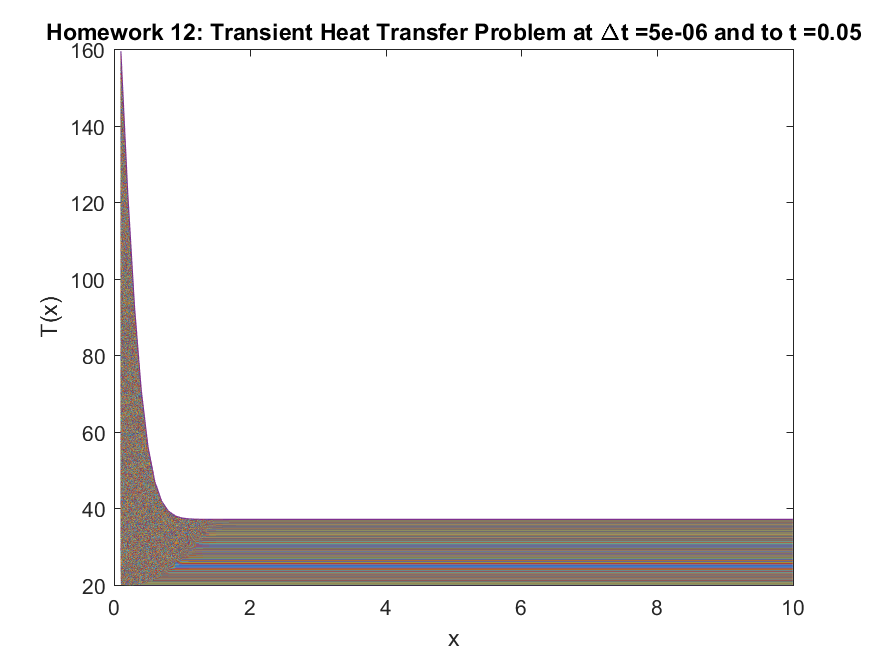 Homework 12: Transient Heat Transfer Problem at Δt =5e-06 and to t =0.05
160
140
120
100
80
60
40
20
T(x)
0 2 4 6 8 10
x